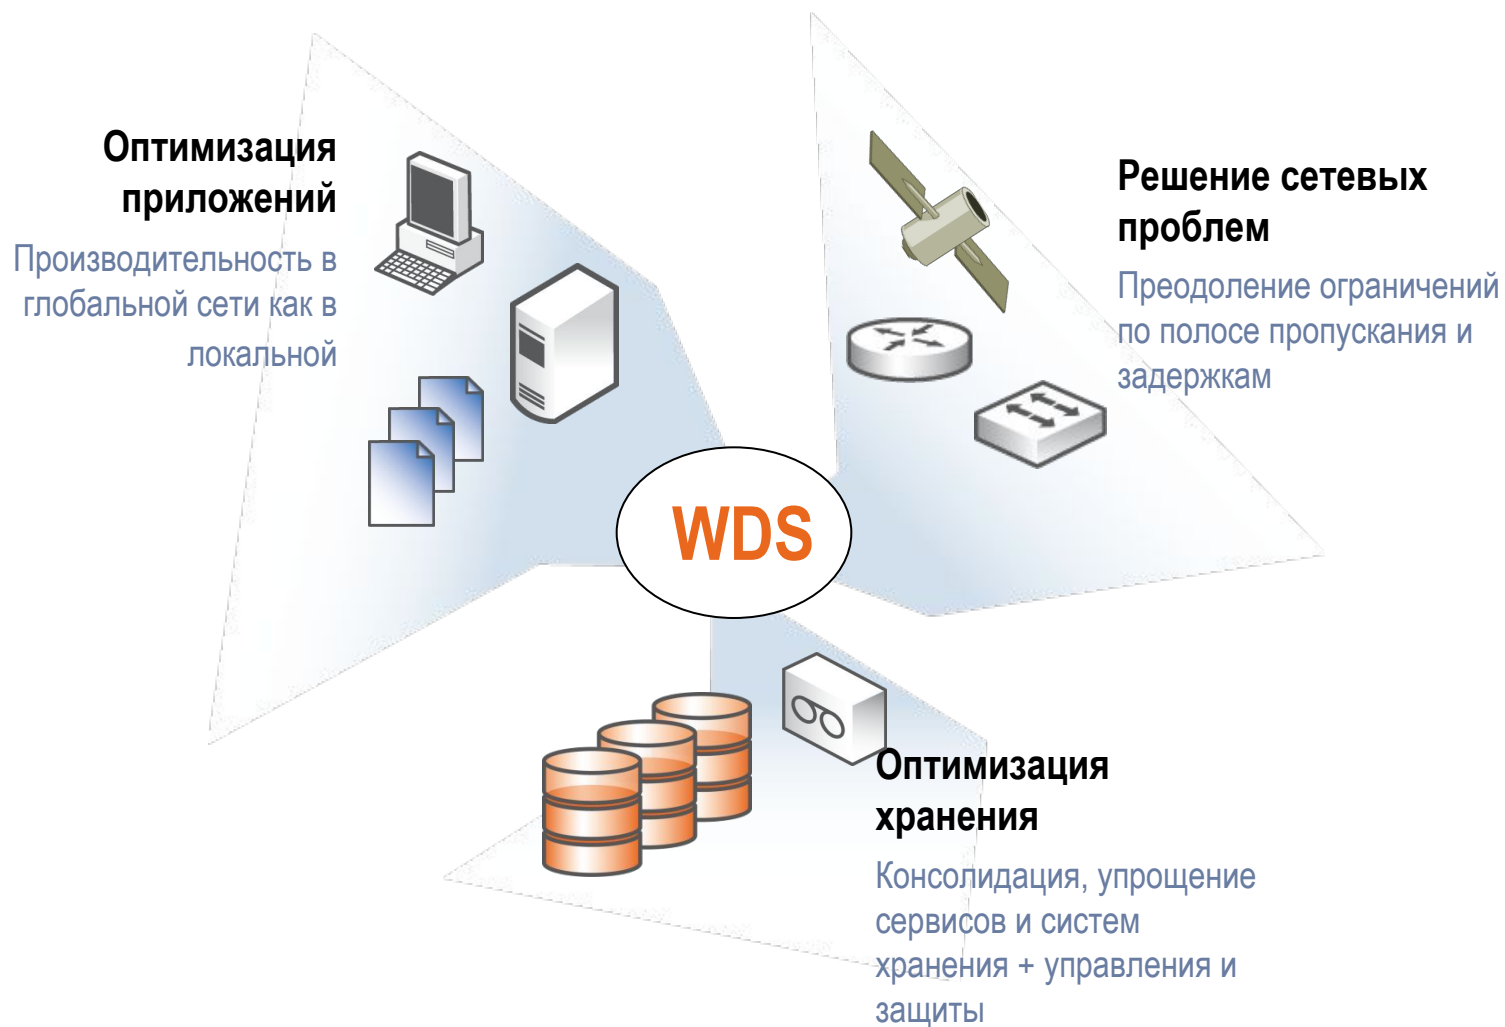 Оптимизация
приложений
Производительность в
глобальной сети как в
локальной
Решение сетевых
проблем
Преодоление ограничений
по полосе пропускания и
задержкам
WDS
Оптимизация
хранения
Консолидация, упрощение
сервисов и систем
хранения + управления и
защиты